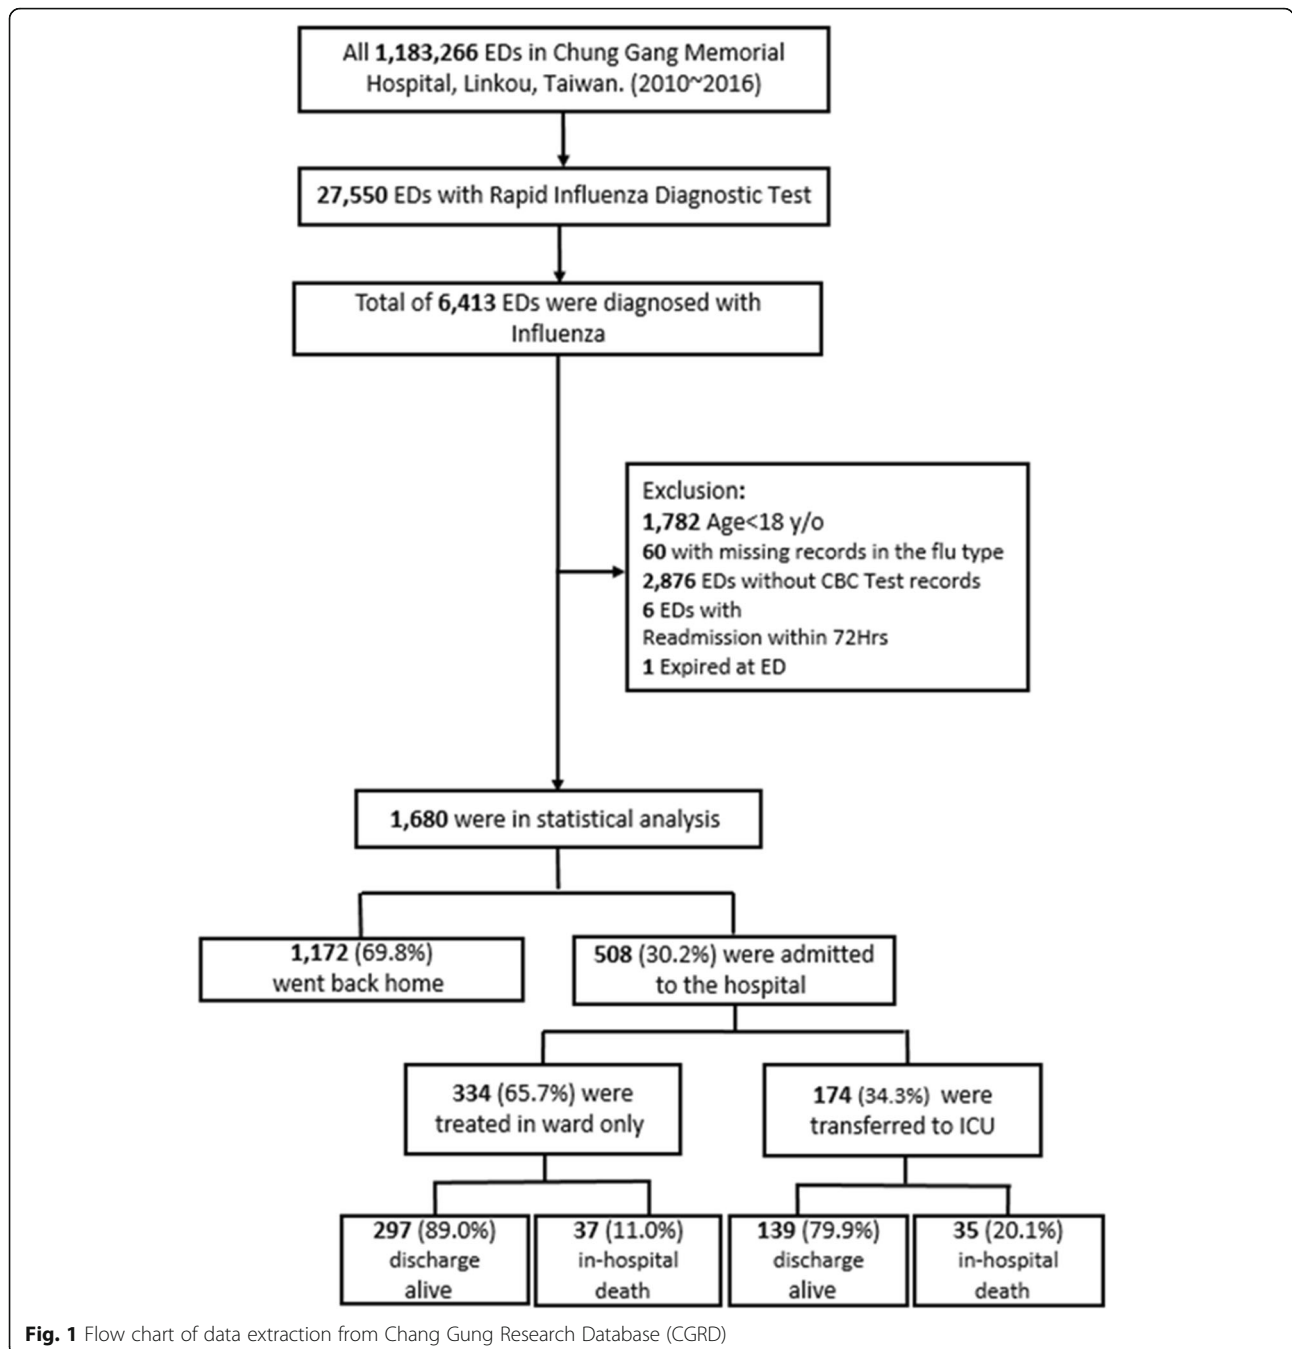 All 1,183,266 EDs in Chung Gang Memorial
Hospital, Linkou, Taiwan. (2010~2016)
27,550 EDs with Rapid Influenza Diagnostic Test
Total of 6,413 EDs were diagnosed with
Influenza
Exclusion:
1,782 Age<18 y/o
60 with missing records in the flu type
2,876 EDs without CBC Test records
6 EDs with
Readmission within 72Hrs
1 Expired at ED
1,680 were in statistical analysis
1,172 (69.8%)
went back home
508 (30.2%) were admitted
to the hospital
334 (65.7%) were
treated in ward only
174 (34.3%) were
transferred to ICU
297 (89.0%)
discharge
alive
37 (11.0%)
in-hospital
death
139 (79.9%)
discharge
alive
35 (20.1%)
in-hospital
death
Fig. 1 Flow chart of data extraction from Chang Gung Research Database (CGRD)